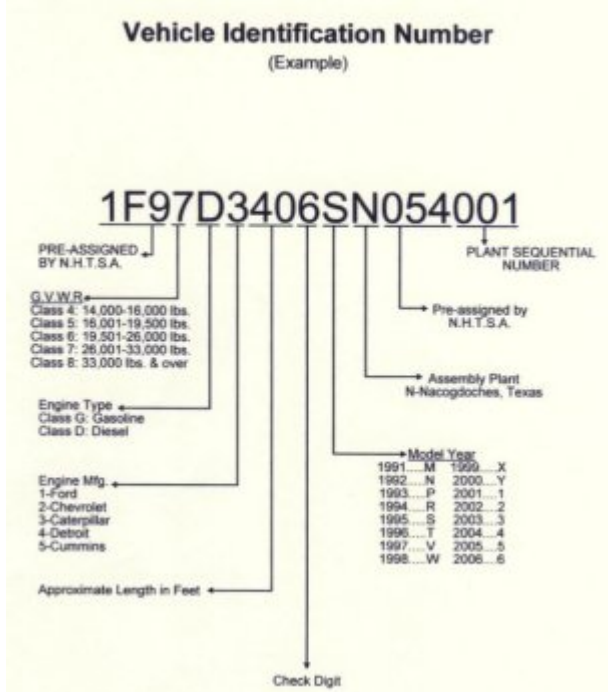 Vehicle Identification Number
(Example)
1F97D3406SN054001
PRE-ASSIGNED
BY N.H.T.S.A.
PLANT SEQUENTIAL
NUMBER
G.V.W.R.
Class 4: 14,000-16,000 lbs.
Class 5: 16,001-19,500 lbs.
Class 6: 19,501-26,000 lbs.
Class 7: 26,001-33,000 lbs.
Class 8: 33,000 lbs. & over
Pre-assigned by
N.H.T.S.A.
Assembly Plant
N-Nacogdoches, Texas
Engine Type
Class G: Gasoline
Class D: Diesel
Model Year
1991....M 1999....X
1992....N 2000....Y
1993....P 2001....1
1994....R 2002....2
1995....S 2003....3
1996....T 2004....4
1997....V 2005....5
1998....W 2006....6
Engine Mfg.
1-Ford
2-Chevrolet
3-Caterpillar
4-Detroit
5-Cummins
Approximate Length in Feet
Check Digit